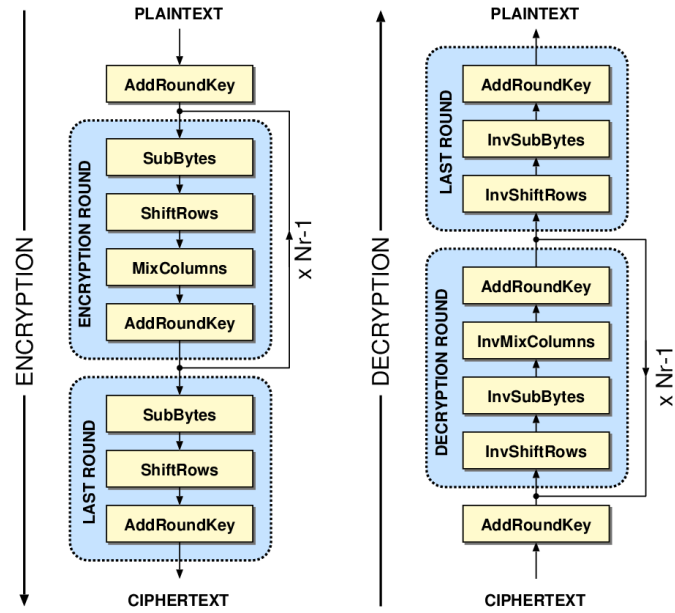 PLAINTEXT
AddRoundKey
SubBytes
ShiftRows
MixColumns
AddRoundKey
ENCRYPTION ROUND
x Nr-1
SubBytes
ShiftRows
AddRoundKey
LAST ROUND
CIPHERTEXT
ENCRYPTION
PLAINTEXT
AddRoundKey
InvSubBytes
InvShiftRows
LAST ROUND
AddRoundKey
InvMixColumns
InvSubBytes
InvShiftRows
DECRYPTION ROUND
x Nr-1
AddRoundKey
CIPHERTEXT
DECRYPTION